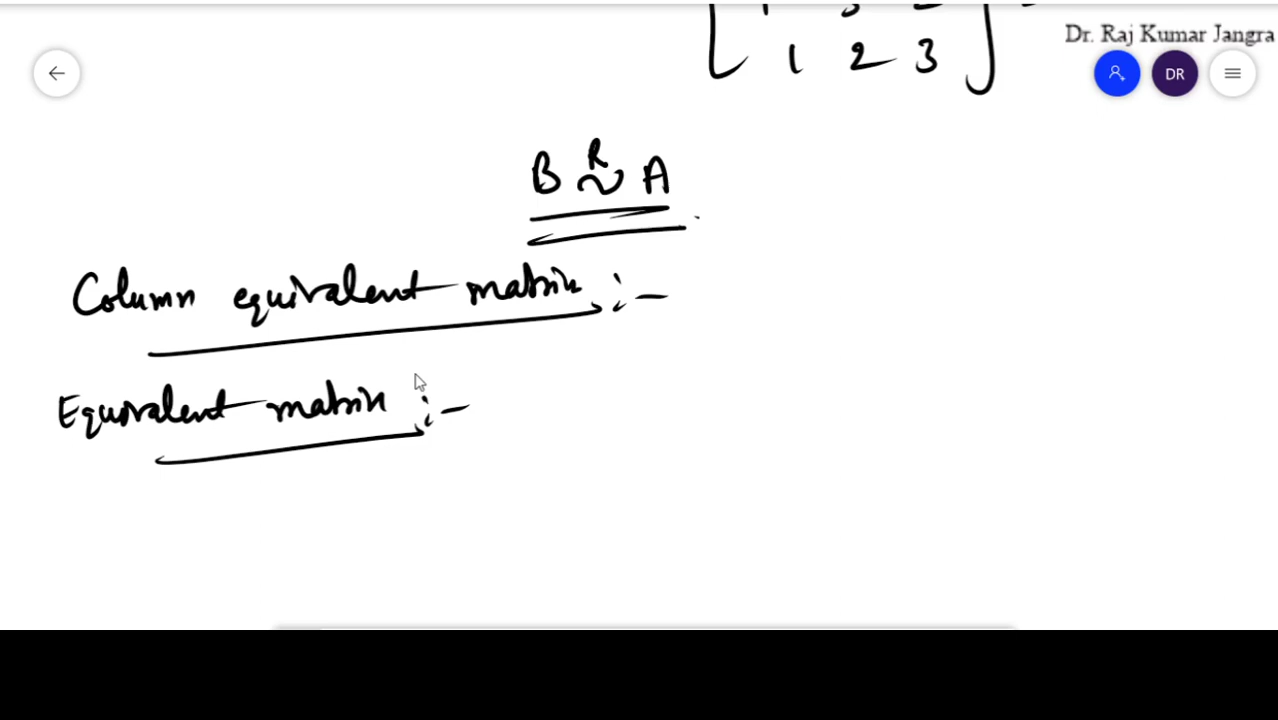 Dr. Raj Kumar Jangra
1 2 3
DR
B R ~ A
Column equivalent matrix :-
Equivalent matrix :-